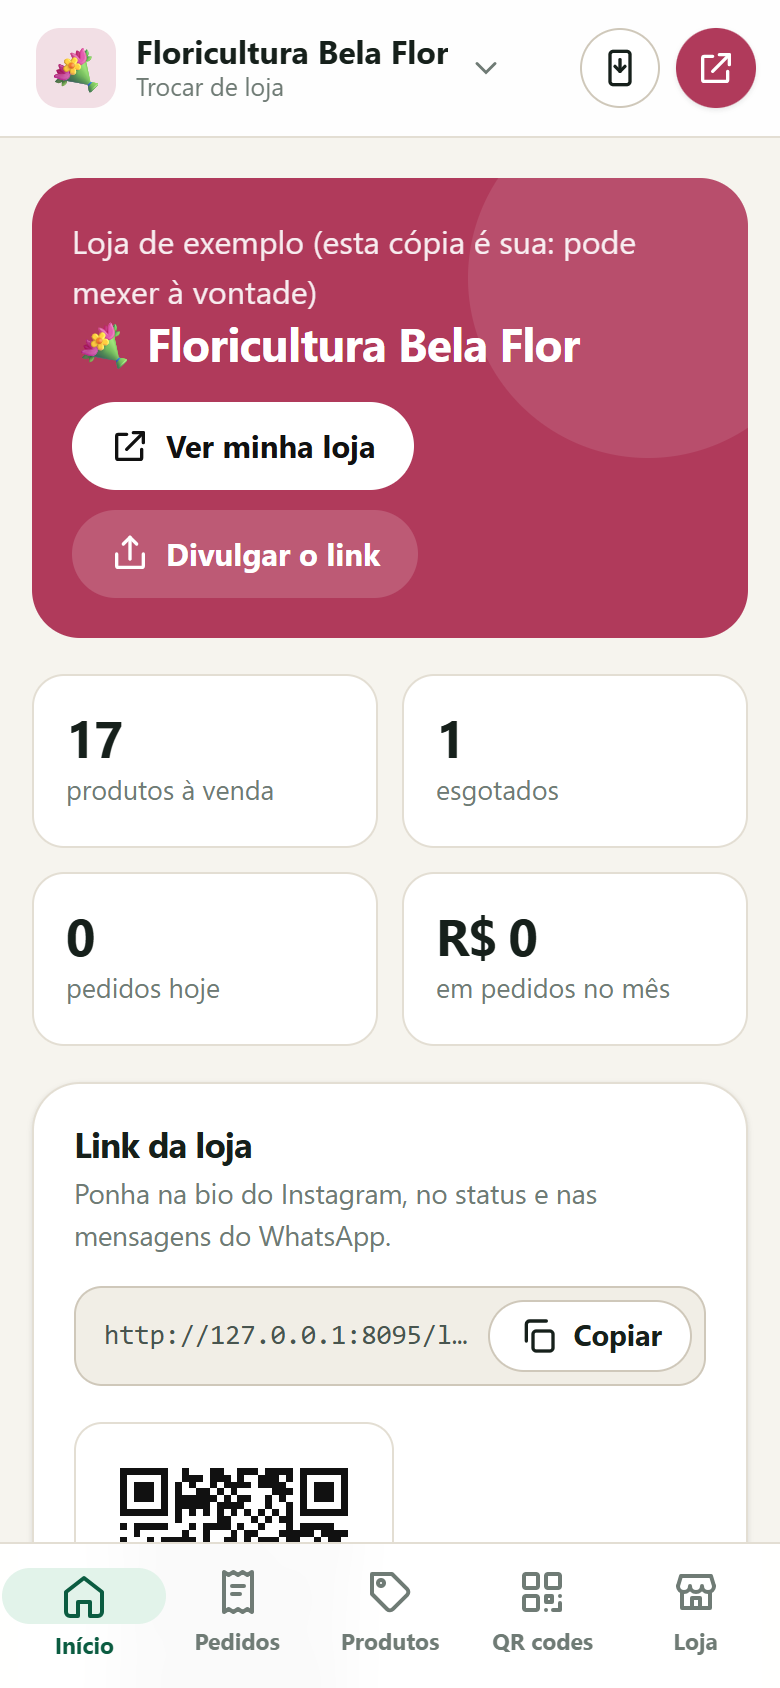 Floricultura Bela Flor
Trocar de loja
Loja de exemplo (esta cópia é sua: pode
mexer à vontade)
Floricultura Bela Flor
Ver minha loja
Divulgar o link
17
produtos à venda
1
esgotados
0
pedidos hoje
R$ 0
em pedidos no mês
Link da loja
Ponha na bio do Instagram, no status e nas
mensagens do WhatsApp.
http://127.0.0.1:8095/l…
Copiar
Início
Pedidos
Produtos
QR codes
Loja